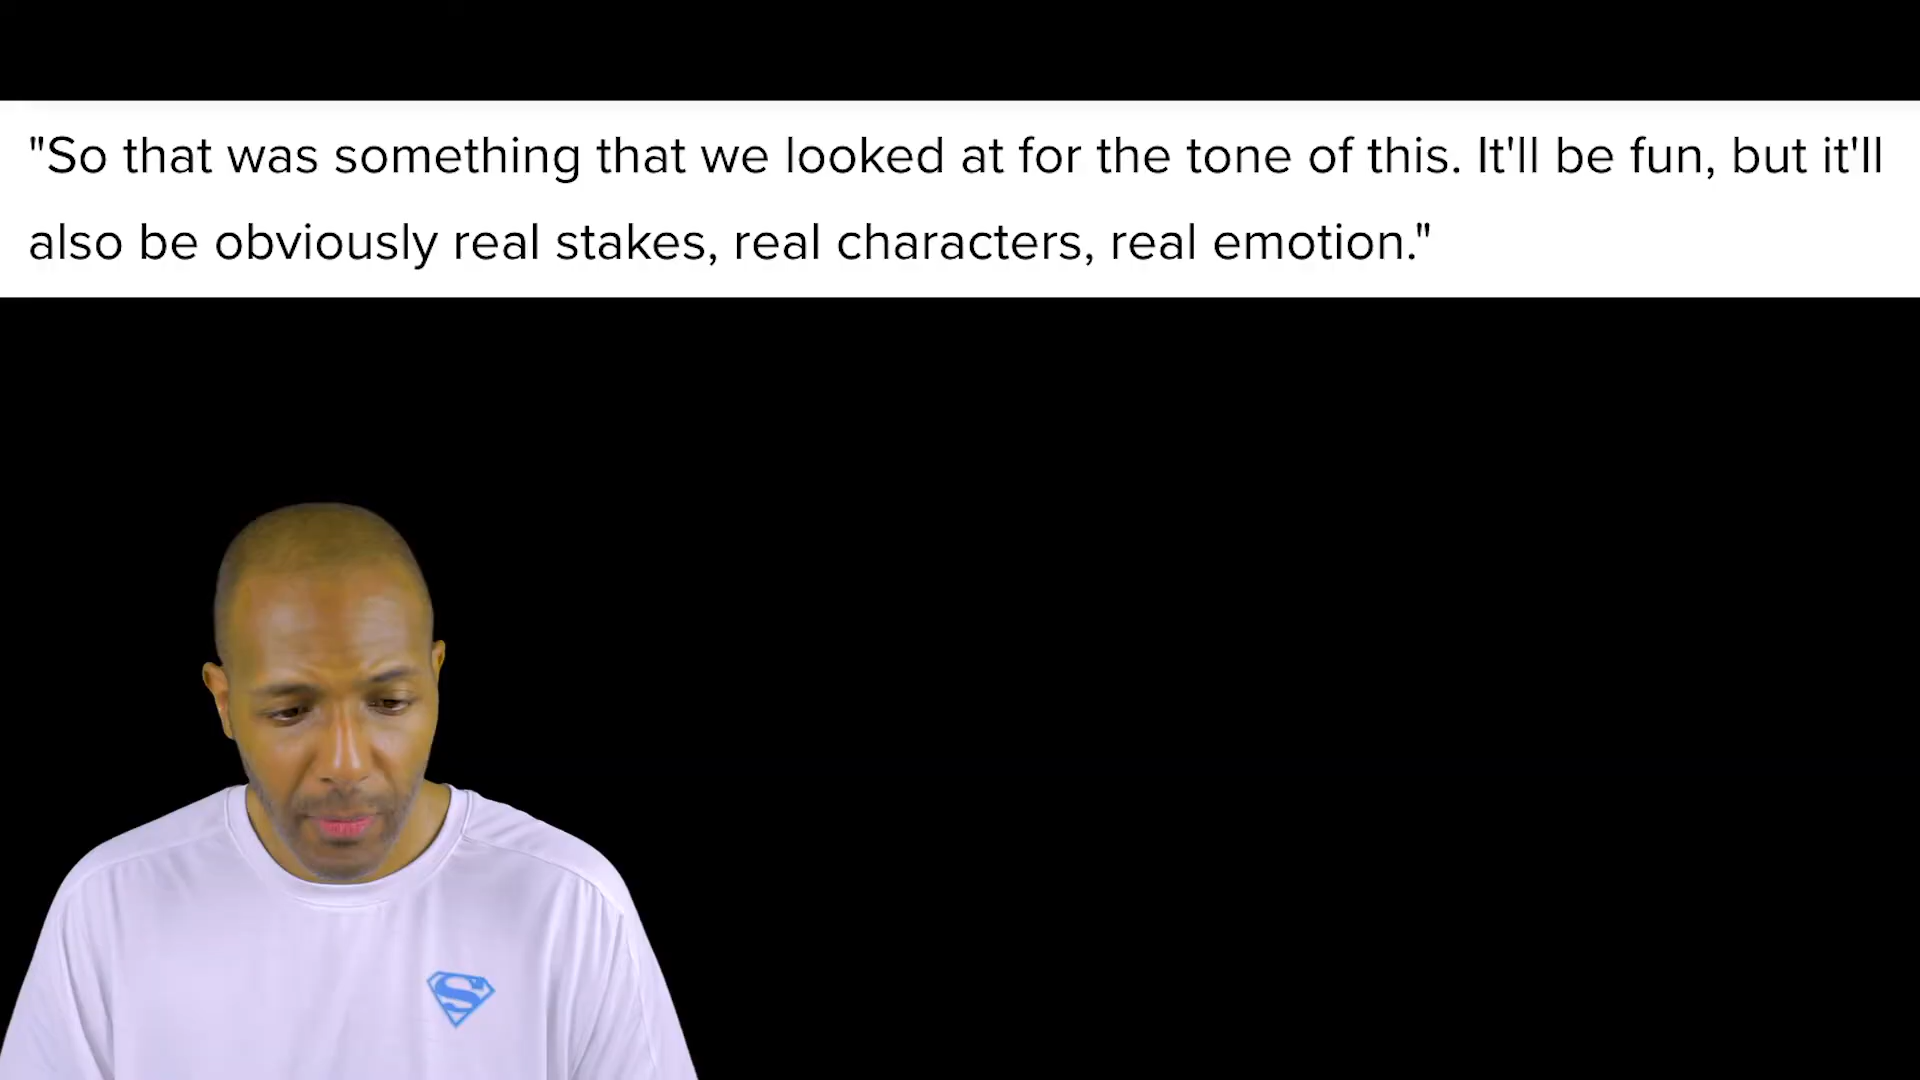 "So that was something that we looked at for the tone of this. It'll be fun, but it'll
also be obviously real stakes, real characters, real emotion."
S